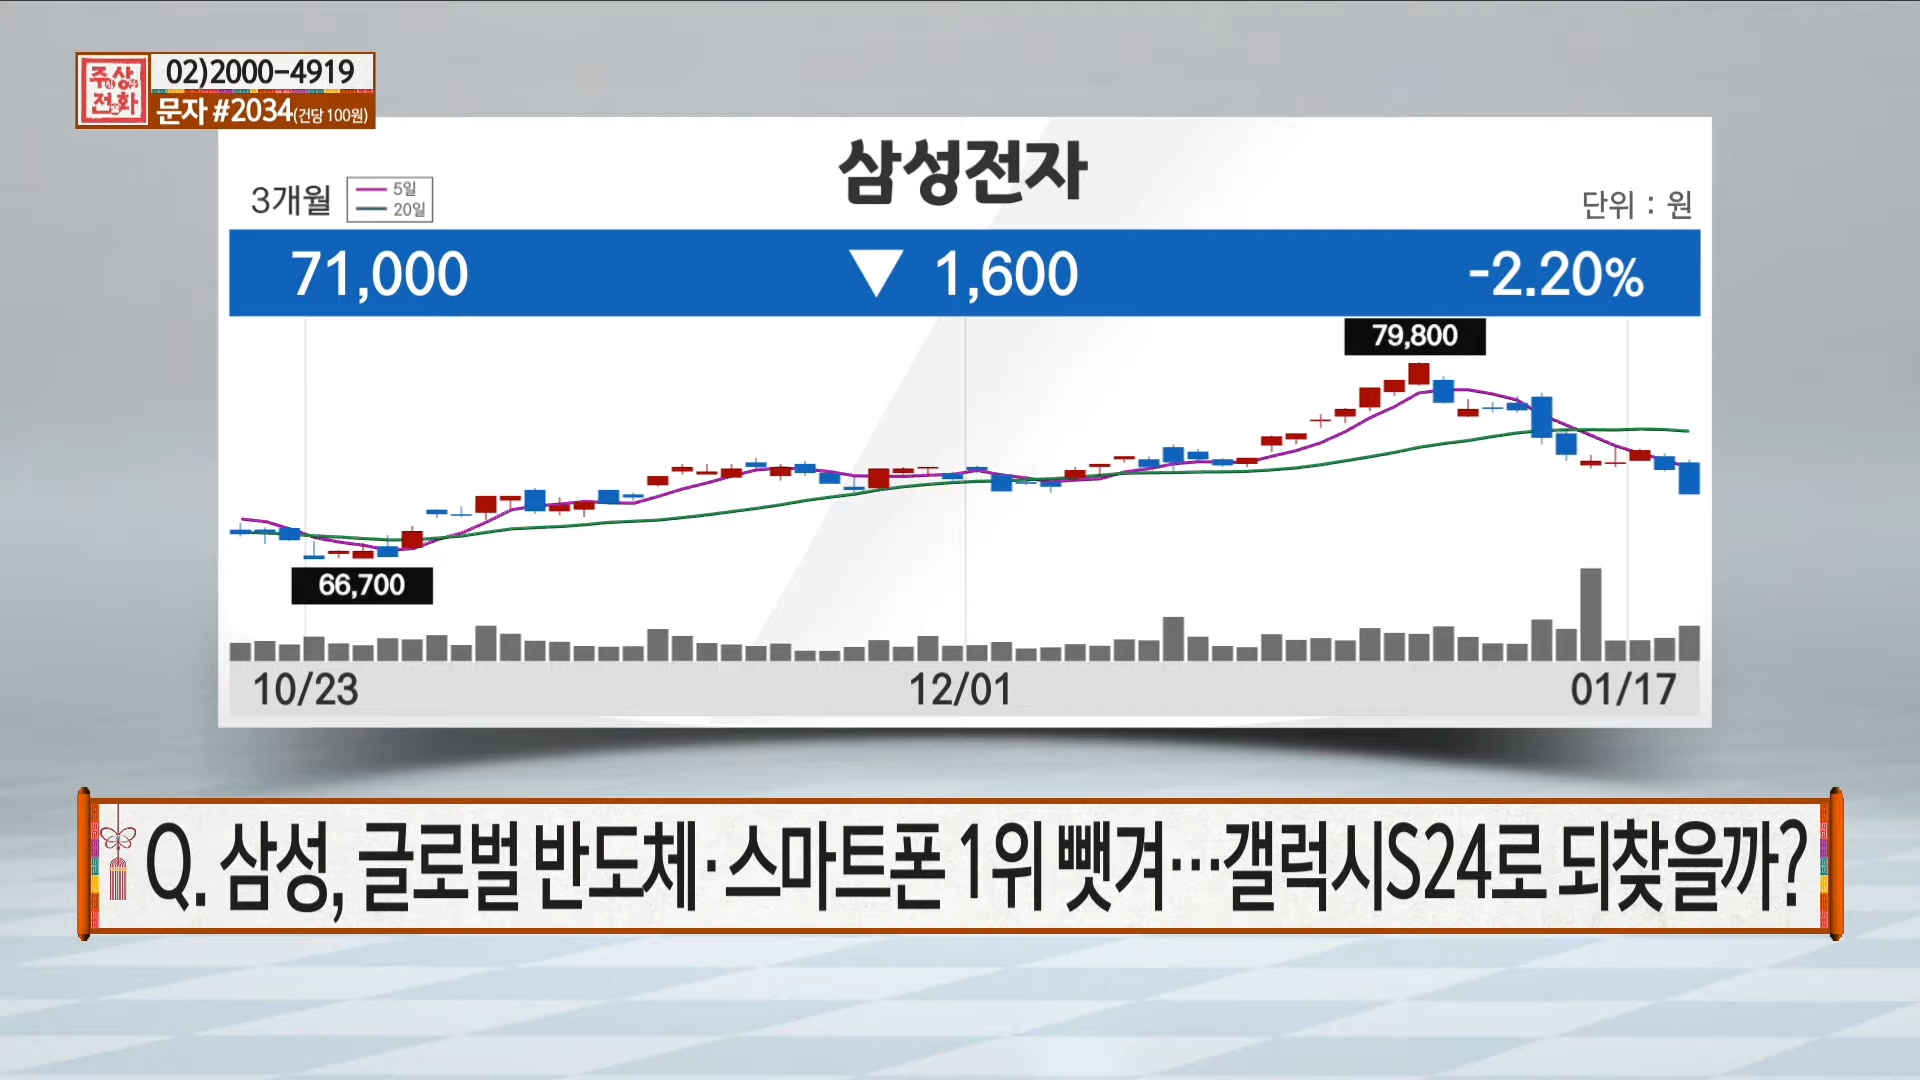 주상
전화
02)2000-4919
문자 #2034(건당 100원)
삼성전자
3개월
5일
20일
단위 : 원
71,000 ▼ 1,600 -2.20%
79,800
66,700
10/23 12/01 01/17
Q. 삼성, 글로벌 반도체·스마트폰 1위 뺏겨…갤럭시S24로 되찾을까?